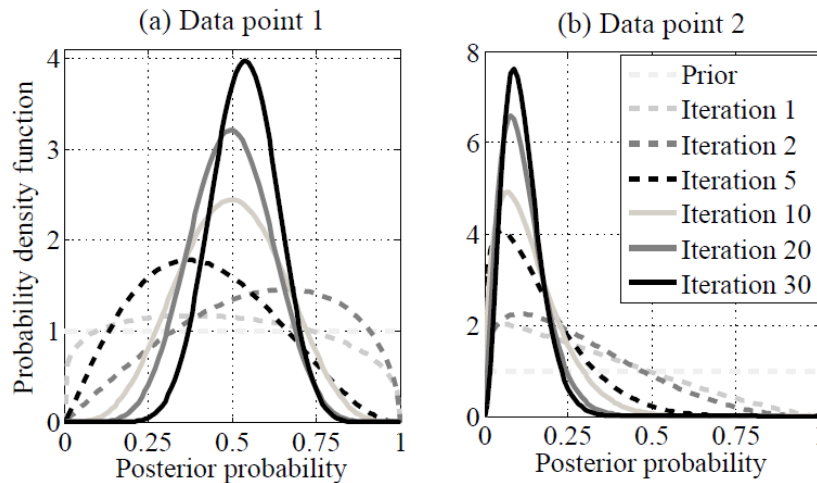 (a) Data point 1
Probability density function
4
3
2
1
0
0 0.25 0.5 0.75 1
Posterior probability
(b) Data point 2
8
6
4
2
0
0 0.25 0.5 0.75 1
Posterior probability
Prior
Iteration 1
Iteration 2
Iteration 5
Iteration 10
Iteration 20
Iteration 30